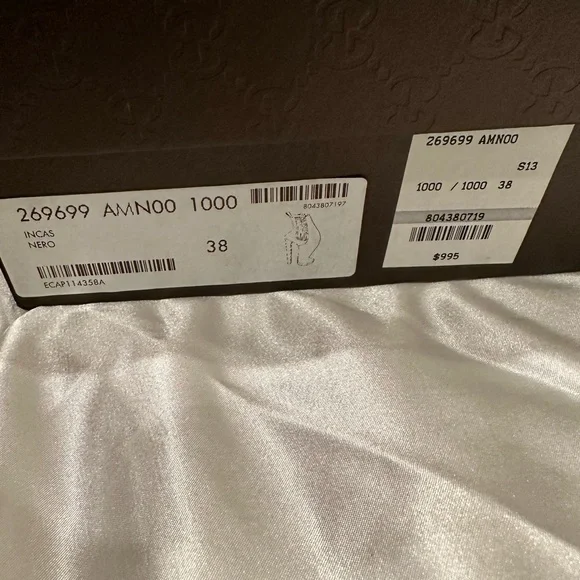 269699 AMN00 1000
8043807197
INCAS
NERO
38
ECAP114358A
269699 AMN00
S13
1000 / 1000 38
804380719
$995